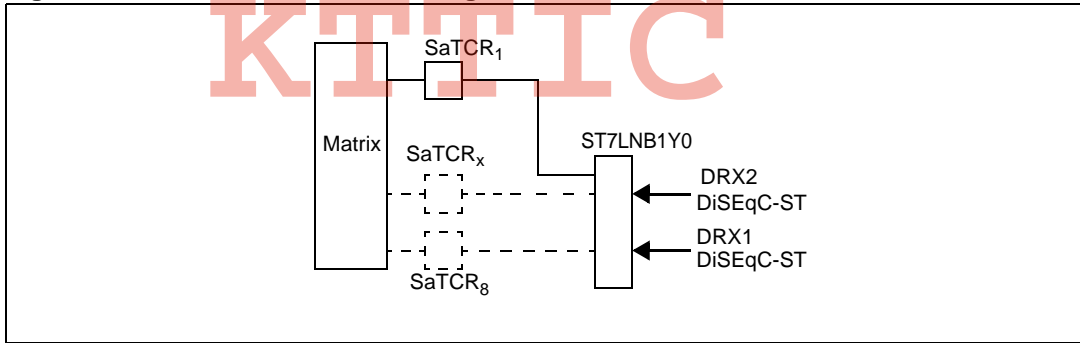 KTTIC
SaTCR1
Matrix
ST7LNB1Y0
SaTCRx
DRX2
DiSEqC-ST
DRX1
DiSEqC-ST
SaTCR8